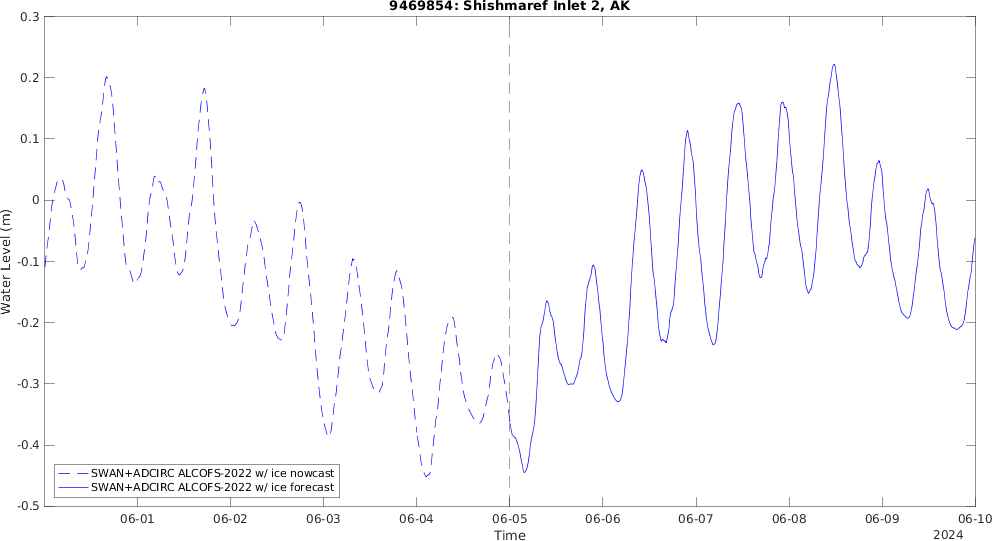 9469854: Shishmaref Inlet 2, AK
0.3
0.2
0.1
0
-0.1
-0.2
-0.3
-0.4
-0.5
Water Level (m)
SWAN+ADCIRC ALCOFS-2022 w/ ice nowcast
SWAN+ADCIRC ALCOFS-2022 w/ ice forecast
06-01 06-02 06-03 06-04 06-05 06-06 06-07 06-08 06-09 06-10
Time
2024